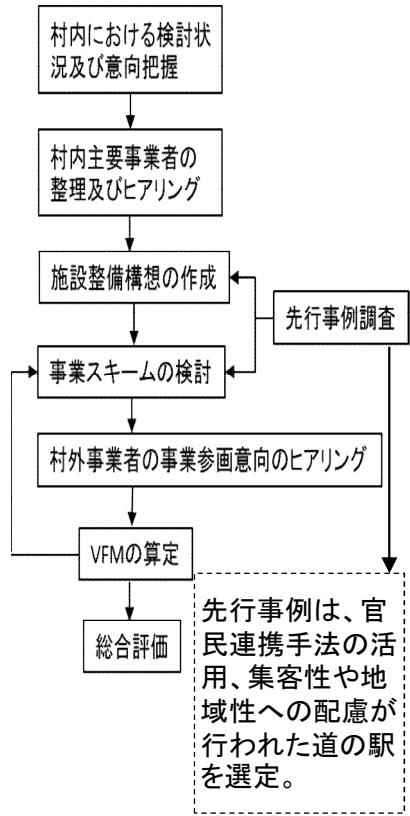 村内における検討状
況及び意向把握
村内主要事業者の
整理及びヒアリング
施設整備構想の作成
先行事例調査
事業スキームの検討
村外事業者の事業参画意向のヒアリング
VFMの算定
総合評価
先行事例は、官
民連携手法の活
用、集客性や地
域性への配慮が
行われた道の駅
を選定。